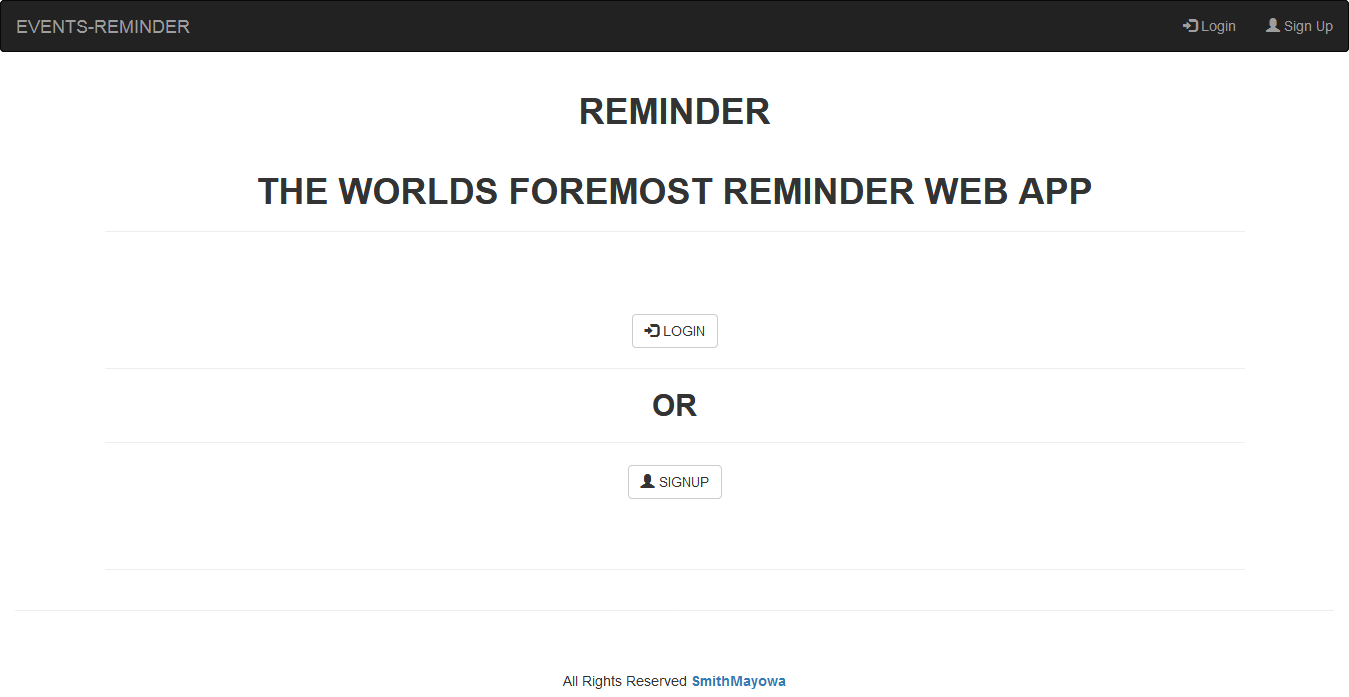 EVENTS-REMINDER Login Sign Up
REMINDER
THE WORLDS FOREMOST REMINDER WEB APP
LOGIN
OR
SIGNUP
All Rights Reserved SmithMayowa